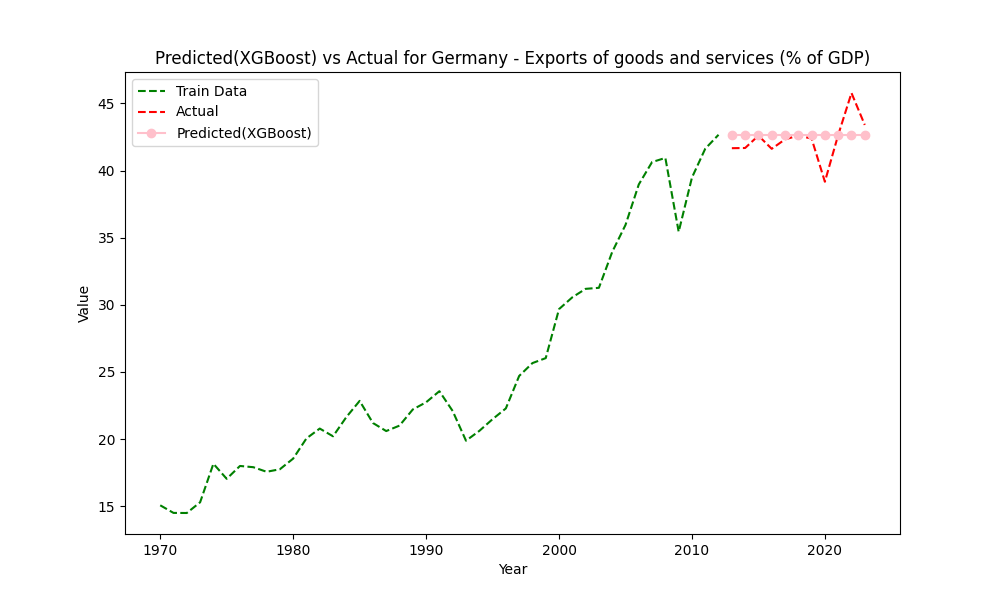 Predicted(XGBoost) vs Actual for Germany - Exports of goods and services (% of GDP)
Train Data
Actual
Predicted(XGBoost)
45
40
35
30
25
20
15
Value
1970 1980 1990 2000 2010 2020
Year